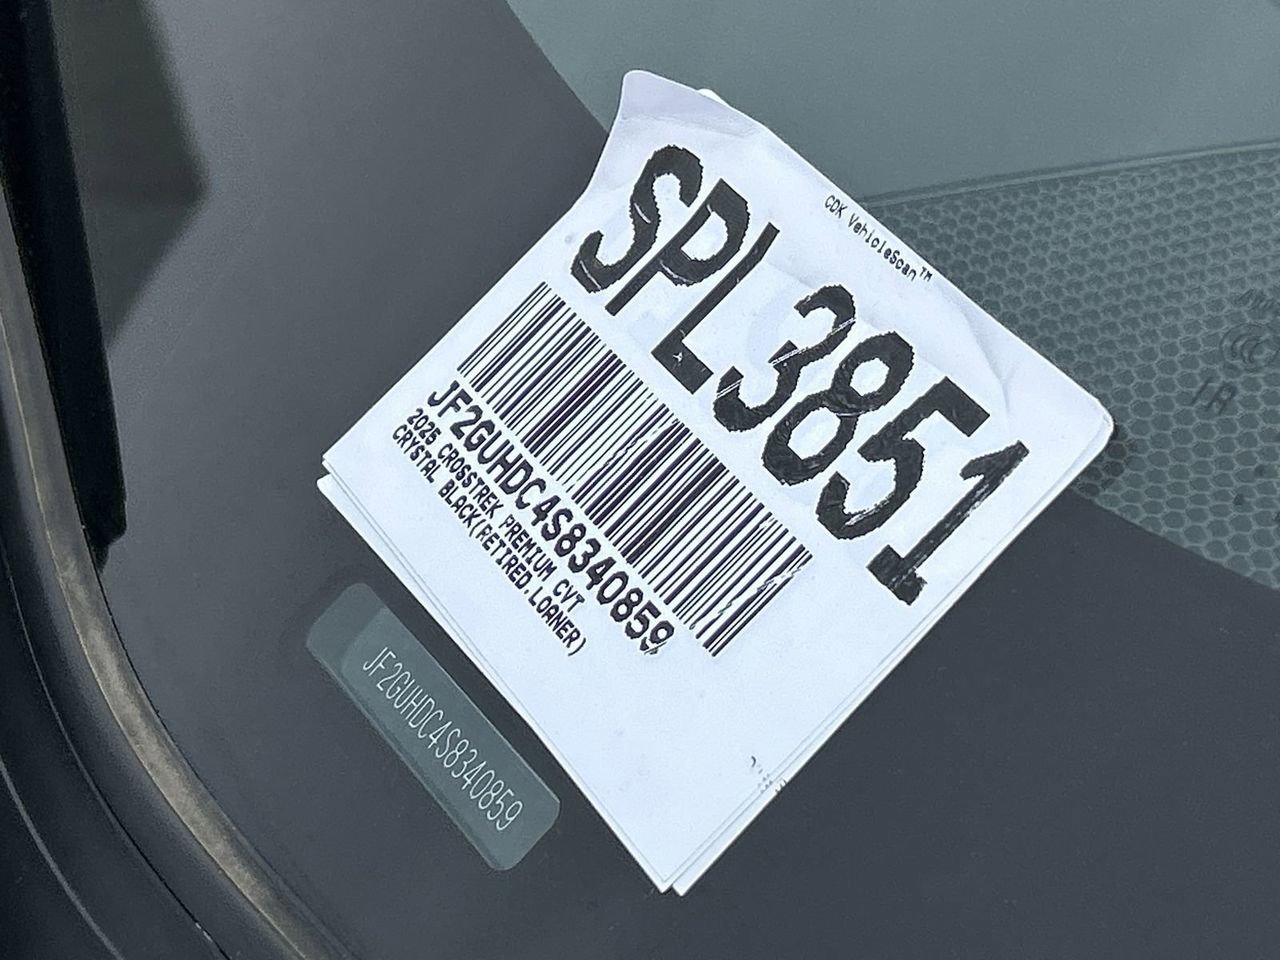 CDK VehicleScan™
SPL3851
JF2GUHDC4S8340859
2025 CROSSTREK PREMIUM CVT
CRYSTAL BLACK(RETIRED.LOANER)
JF2GUHDC4S8340859